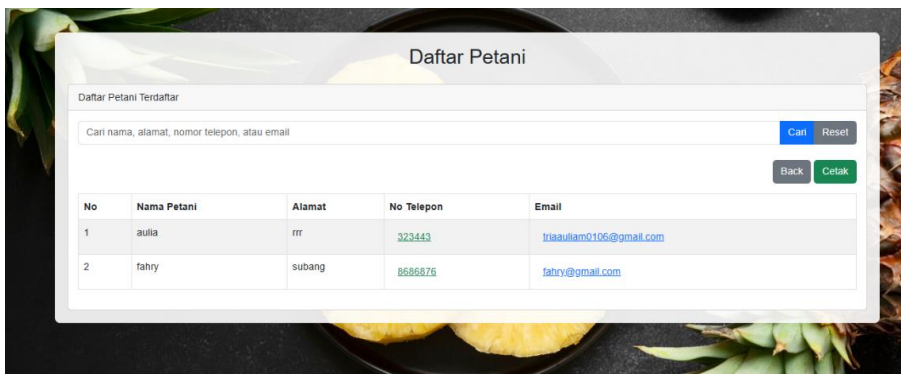 Daftar Petani
Daftar Petani Terdaftar
Cari nama, alamat, nomor telepon, atau email Cari Reset
Back Cetak
No Nama Petani Alamat No Telepon Email
1 aulia rrr 323443 triaauliam0106@gmail.com
2 fahry subang 8686876 fahry@gmail.com